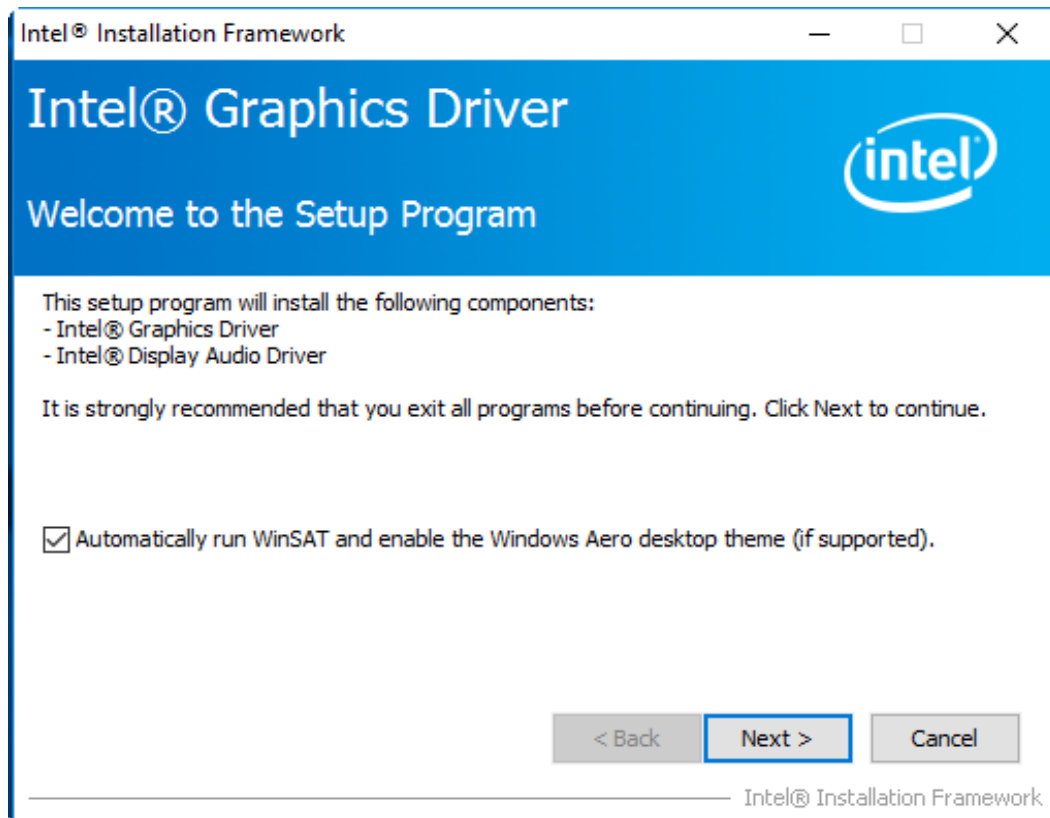 Intel® Installation Framework
Intel® Graphics Driver
intel
Welcome to the Setup Program
This setup program will install the following components:
- Intel® Graphics Driver
- Intel® Display Audio Driver
It is strongly recommended that you exit all programs before continuing. Click Next to continue.
Automatically run WinSAT and enable the Windows Aero desktop theme (if supported).
< Back Next > Cancel
Intel® Installation Framework